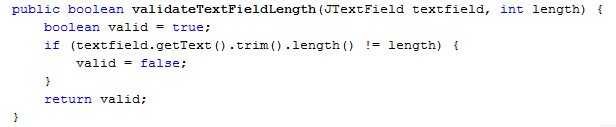 public boolean validateTextFieldLength(JTextField textfield, int length) {
    boolean valid = true;
    if (textfield.getText().trim().length() != length) {
        valid = false;
    }
    return valid;
}